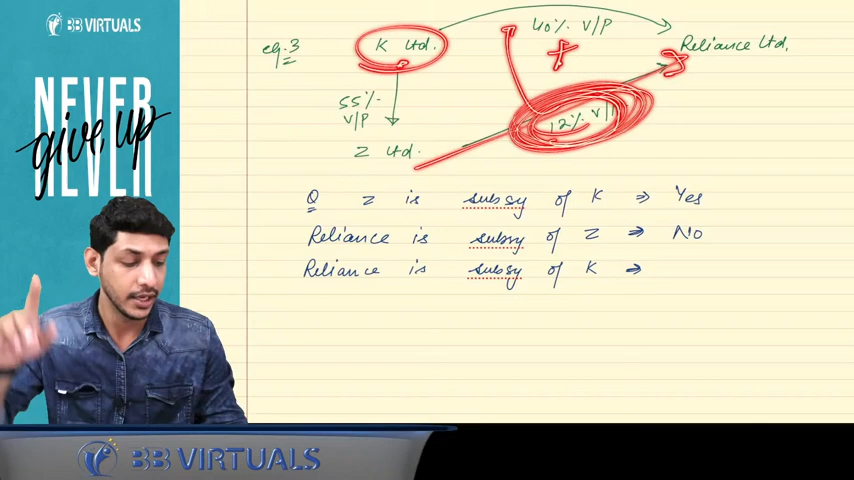 BB VIRTUALS
NEVER
give up
NEVER
eg.3
K Ltd.
40% V/P
Reliance Ltd.
55%
V/P
12% V/P
Z Ltd.
Q Z is subsy of K ⇒ Yes
Reliance is subsy of Z ⇒ No
Reliance is subsy of K ⇒
BB VIRTUALS